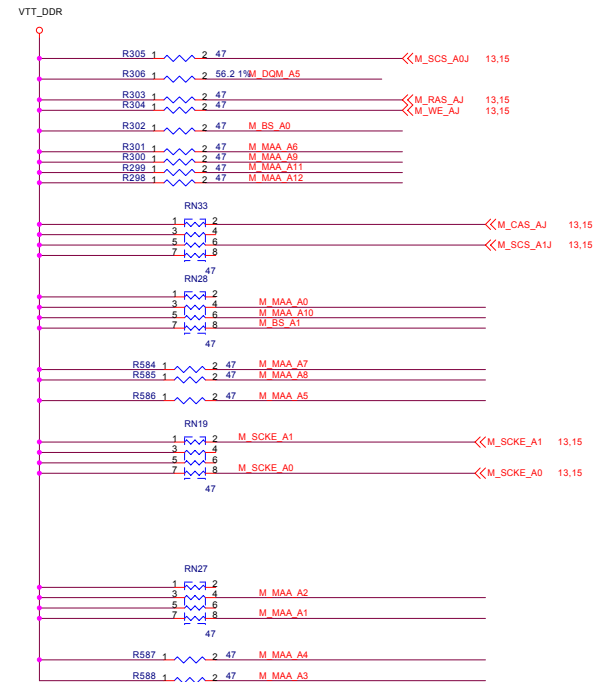 VTT_DDR
R305 1 2 47 M_SCS_A0J 13,15
R306 1 2 56.2 1% M_DQM_A5
R303 1 2 47 M_RAS_AJ 13,15
R304 1 2 47 M_WE_AJ 13,15
R302 1 2 47 M_BS_A0
R301 1 2 47 M_MAA_A6
R300 1 2 47 M_MAA_A9
R299 1 2 47 M_MAA_A11
R298 1 2 47 M_MAA_A12
RN33
1 2 M_CAS_AJ 13,15
3 4
5 6 M_SCS_A1J 13,15
7 8
47
RN28
1 2
3 4 M_MAA_A0
5 6 M_MAA_A10
7 8 M_BS_A1
47
R584 1 2 47 M_MAA_A7
R585 1 2 47 M_MAA_A8
R586 1 2 47 M_MAA_A5
RN19
1 2 M_SCKE_A1 M_SCKE_A1 13,15
3 4
5 6
7 8 M_SCKE_A0 M_SCKE_A0 13,15
47
RN27
1 2
3 4 M_MAA_A2
5 6
7 8 M_MAA_A1
47
R587 1 2 47 M_MAA_A4
R588 1 2 47 M_MAA_A3